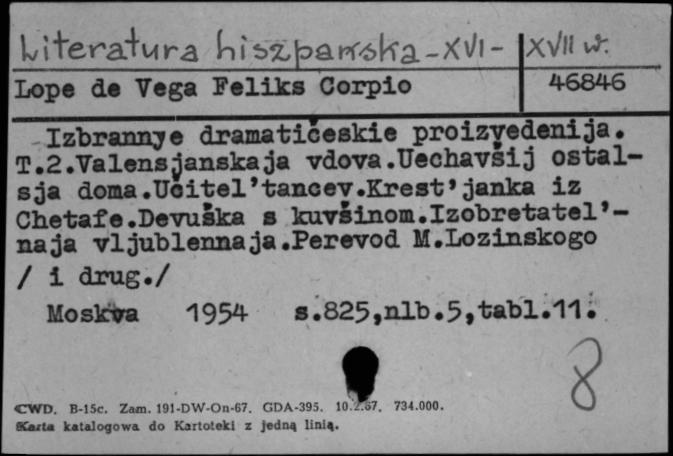 Literatura hiszpańska - XVI - XVII w.
Lope de Vega Feliks Corpio 46846
Izbrannye dramatičeskie proizvedenija.
T.2.Valensjanskaja vdova.Uechavšij ostal-
sja doma.Učitel'tancev.Krest'janka iz
Chetafe.Devuška s kuvšinom.Izobretatel'-
naja vljublennaja.Perevod M.Lozinskogo
/ i drug./
Moskva 1954 s.825,nlb.5,tabl.11.
8
CWD. B-15c. Zam. 191-DW-On-67. GDA-395. 10.2.67. 734.000.
Karta katalogowa do Kartoteki z jedną linią.